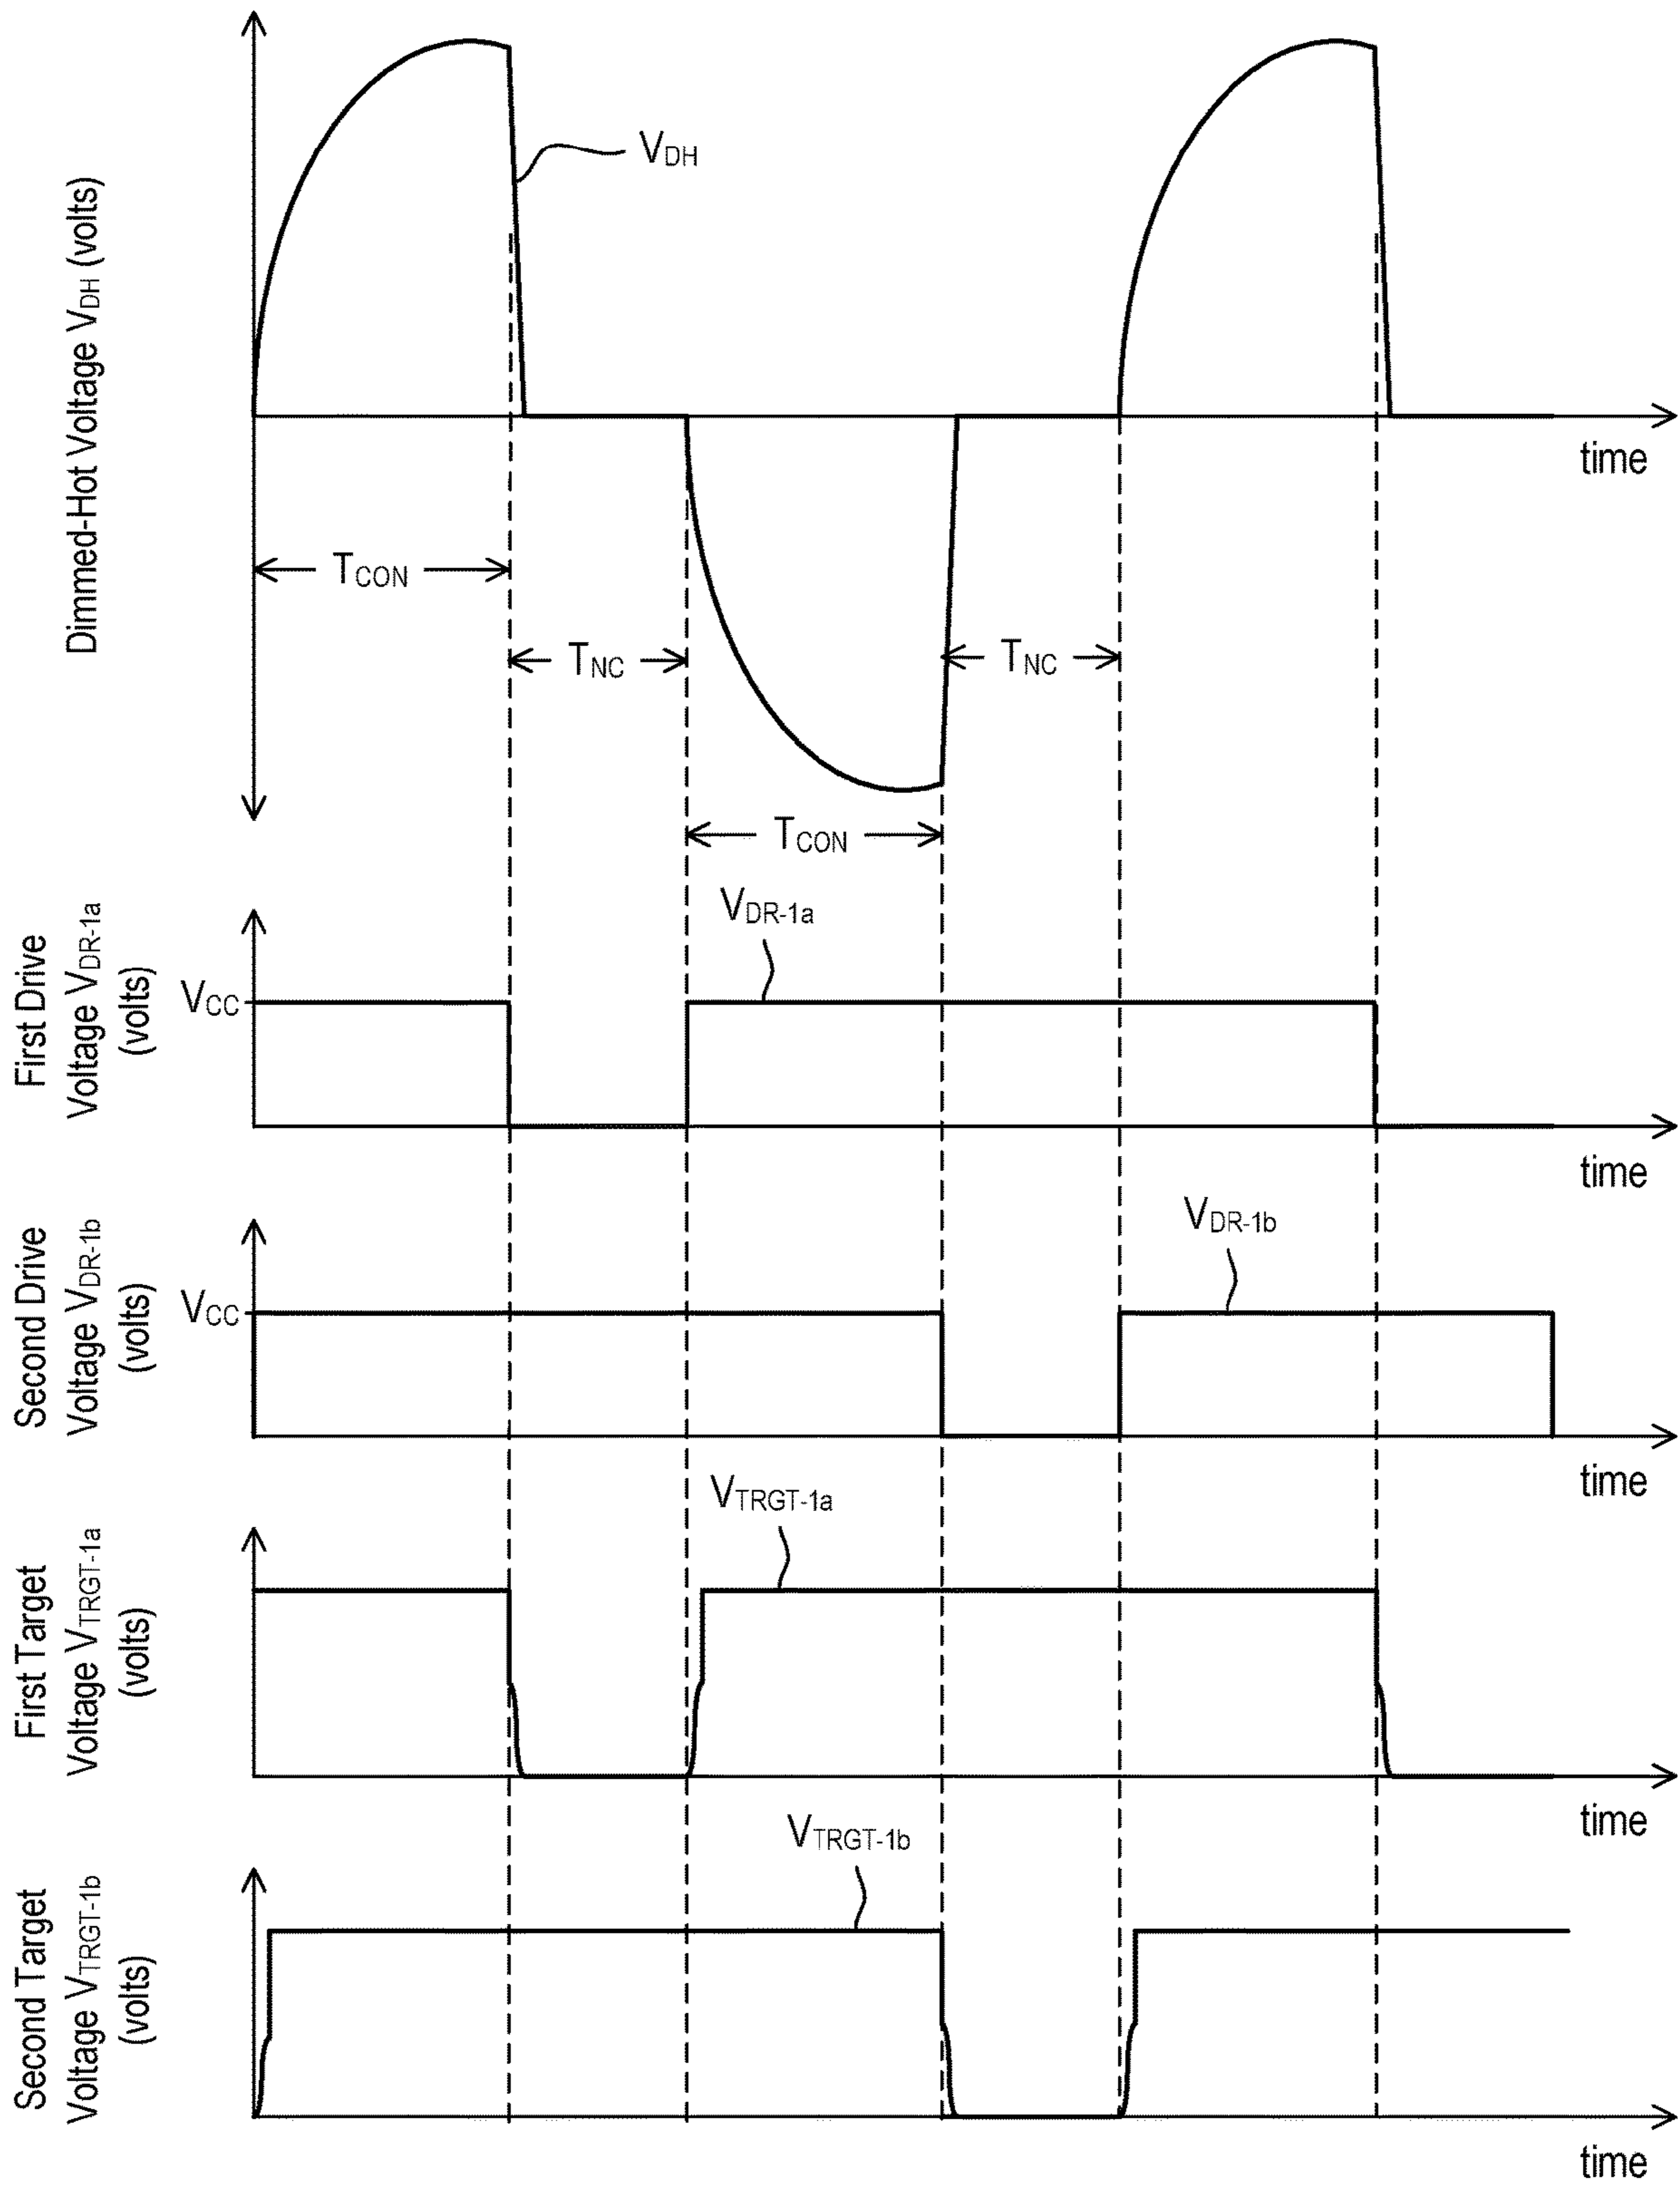 Dimmed-Hot Voltage VDH (volts)
VDH
time
TCON
TNC
TNC
TCON
First Drive
Voltage VDR-1a
(volts)
VDR-1a
VCC
time
Second Drive
Voltage VDR-1b
(volts)
VDR-1b
VCC
time
First Target
Voltage VTRGT-1a
(volts)
VTRGT-1a
time
Second Target
Voltage VTRGT-1b
(volts)
VTRGT-1b
time